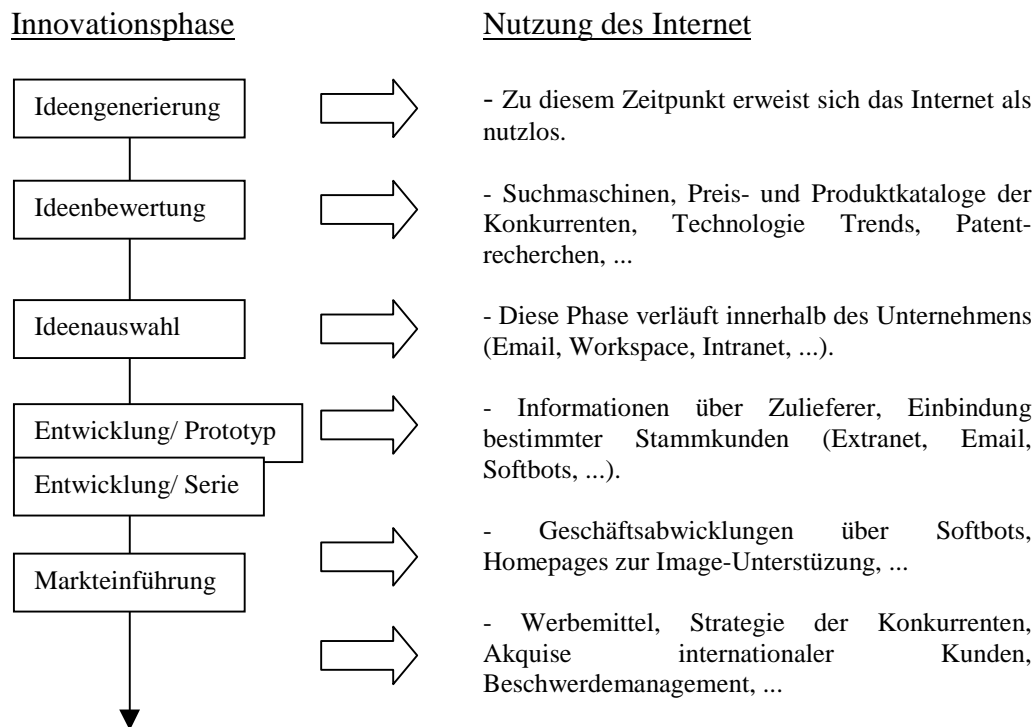 Innovationsphase
Nutzung des Internet
Ideengenerierung
- Zu diesem Zeitpunkt erweist sich das Internet als
nutzlos.
Ideenbewertung
- Suchmaschinen, Preis- und Produktkataloge der
Konkurrenten, Technologie Trends, Patent-
recherchen, ...
Ideenauswahl
- Diese Phase verläuft innerhalb des Unternehmens
(Email, Workspace, Intranet, ...).
Entwicklung/ Prototyp
- Informationen über Zulieferer, Einbindung
bestimmter Stammkunden (Extranet, Email,
Softbots, ...).
Entwicklung/ Serie
- Geschäftsabwicklungen über Softbots,
Homepages zur Image-Unterstüzung, ...
Markteinführung
- Werbemittel, Strategie der Konkurrenten,
Akquise internationaler Kunden,
Beschwerdemanagement, ...